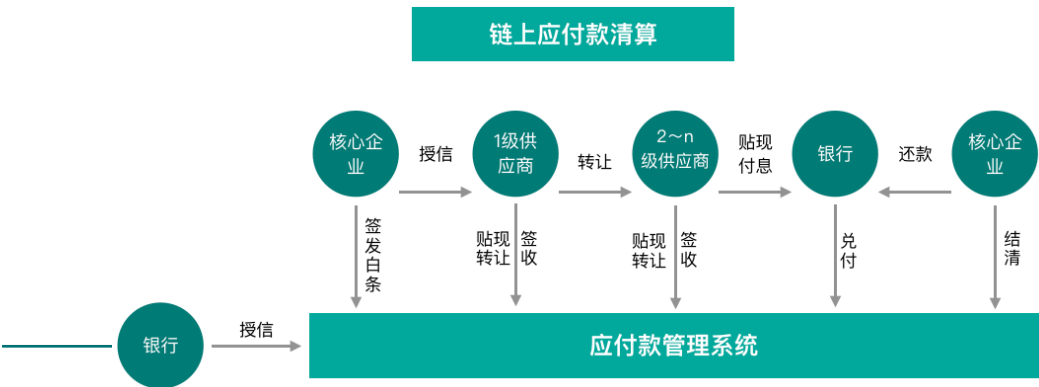 链上应付款清算
核心企
业
授信
1级供
应商
转让
2～n
级供应商
贴现
付息
银行
还款
核心企
业
签
发
白
条
贴现
转让
签
收
贴现
转让
签
收
兑
付
结
清
银行
授信
应付款管理系统